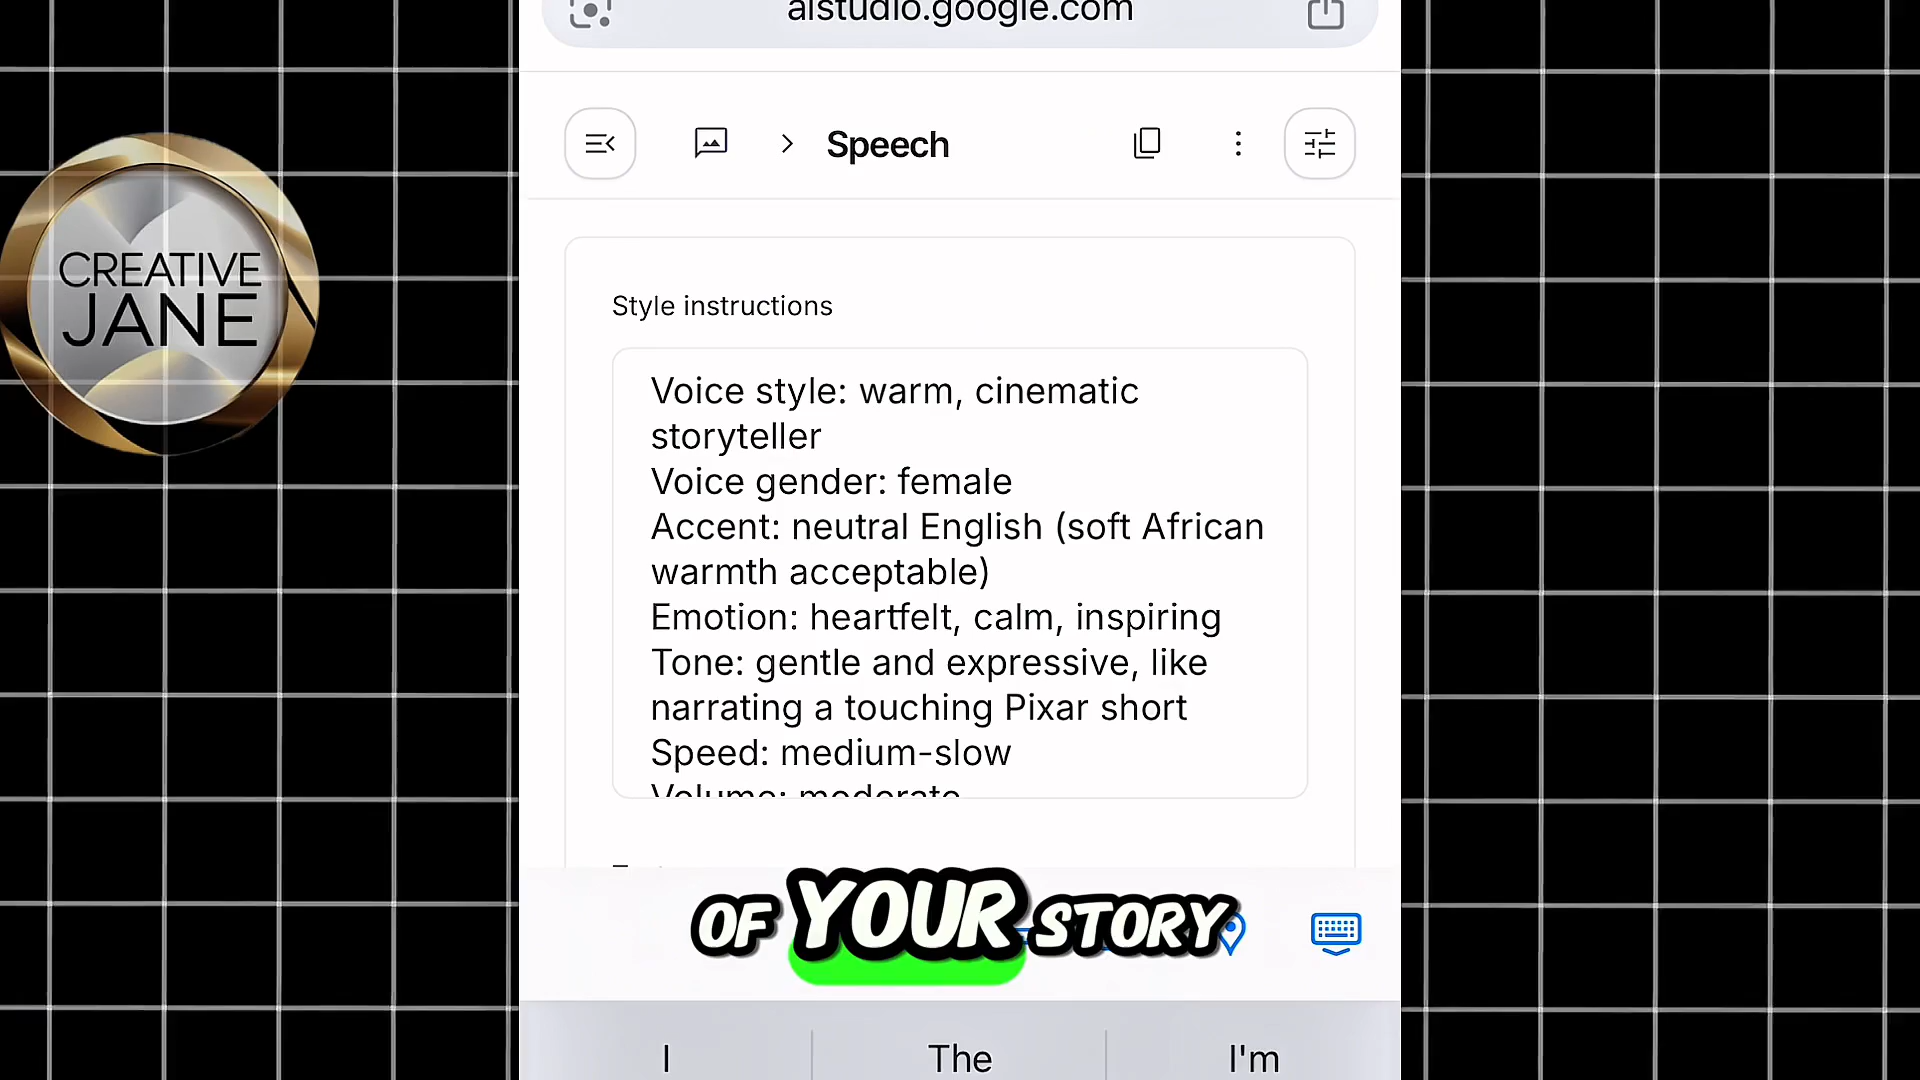 aistudio.google.com
Speech
CREATIVE
JANE
Style instructions
Voice style: warm, cinematic
storyteller
Voice gender: female
Accent: neutral English (soft African
warmth acceptable)
Emotion: heartfelt, calm, inspiring
Tone: gentle and expressive, like
narrating a touching Pixar short
Speed: medium-slow
Volume: moderate
OF YOUR STORY
I The I'm